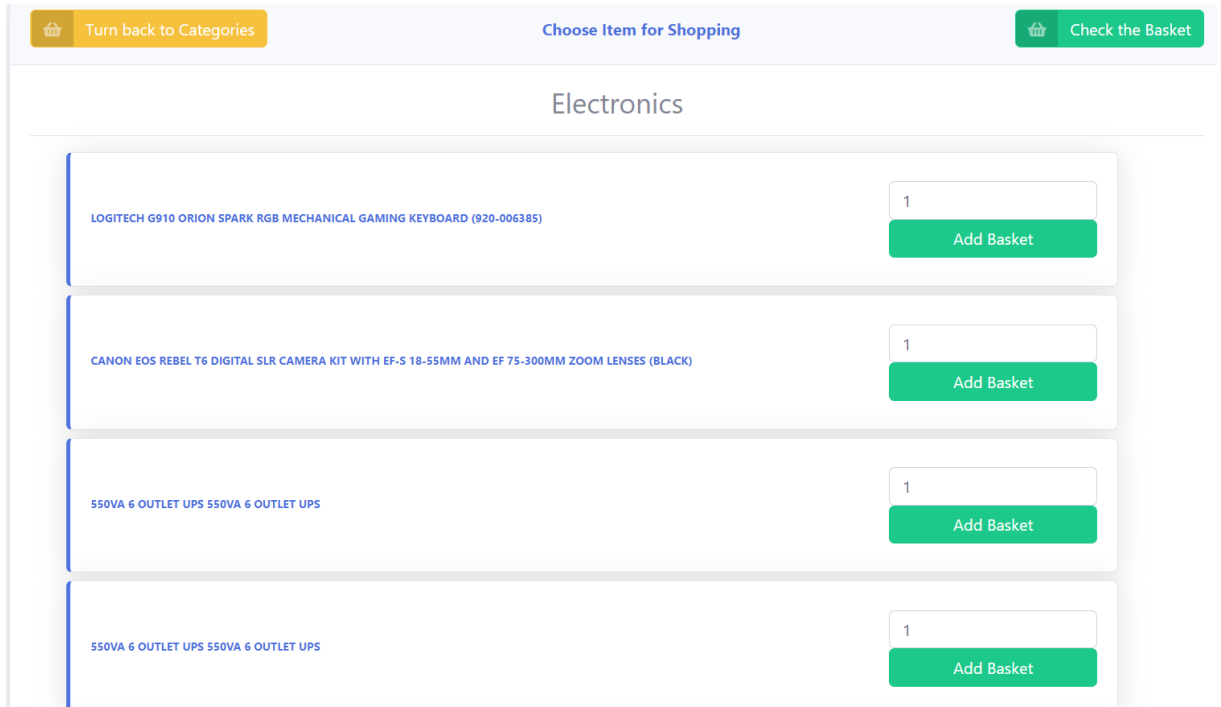 Turn back to Categories
Choose Item for Shopping
Check the Basket
Electronics
LOGITECH G910 ORION SPARK RGB MECHANICAL GAMING KEYBOARD (920-006385)
1
Add Basket
CANON EOS REBEL T6 DIGITAL SLR CAMERA KIT WITH EF-S 18-55MM AND EF 75-300MM ZOOM LENSES (BLACK)
1
Add Basket
550VA 6 OUTLET UPS 550VA 6 OUTLET UPS
1
Add Basket
550VA 6 OUTLET UPS 550VA 6 OUTLET UPS
1
Add Basket